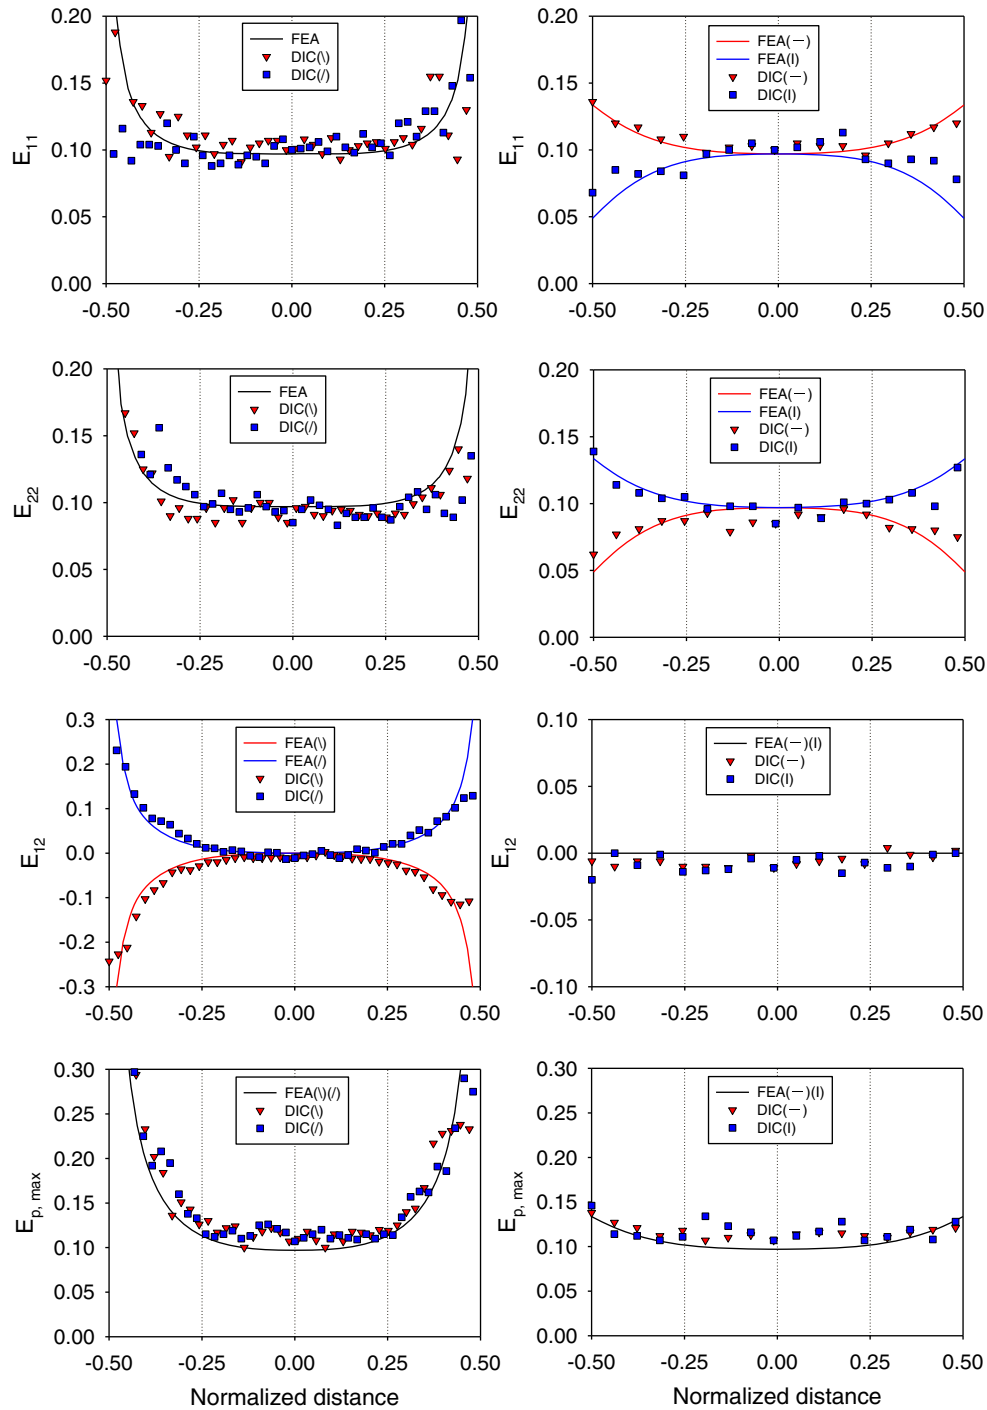 0.20
0.15
0.10
0.05
0.00
E11
FEA
DIC(\)
DIC(/)
-0.50 -0.25 0.00 0.25 0.50
0.20
0.15
0.10
0.05
0.00
E11
FEA(—)
FEA(I)
DIC(—)
DIC(I)
-0.50 -0.25 0.00 0.25 0.50
0.20
0.15
0.10
0.05
0.00
E22
FEA
DIC(\)
DIC(/)
-0.50 -0.25 0.00 0.25 0.50
0.20
0.15
0.10
0.05
0.00
E22
FEA(—)
FEA(I)
DIC(—)
DIC(I)
-0.50 -0.25 0.00 0.25 0.50
0.3
0.2
0.1
0.0
-0.1
-0.2
-0.3
E12
FEA(\)
FEA(/)
DIC(\)
DIC(/)
-0.50 -0.25 0.00 0.25 0.50
0.10
0.05
0.00
-0.05
-0.10
E12
FEA(—)(I)
DIC(—)
DIC(I)
-0.50 -0.25 0.00 0.25 0.50
0.30
0.25
0.20
0.15
0.10
0.05
0.00
Ep, max
FEA(\)(/)
DIC(\)
DIC(/)
-0.50 -0.25 0.00 0.25 0.50
Normalized distance
0.30
0.25
0.20
0.15
0.10
0.05
0.00
Ep, max
FEA(—)(I)
DIC(—)
DIC(I)
-0.50 -0.25 0.00 0.25 0.50
Normalized distance